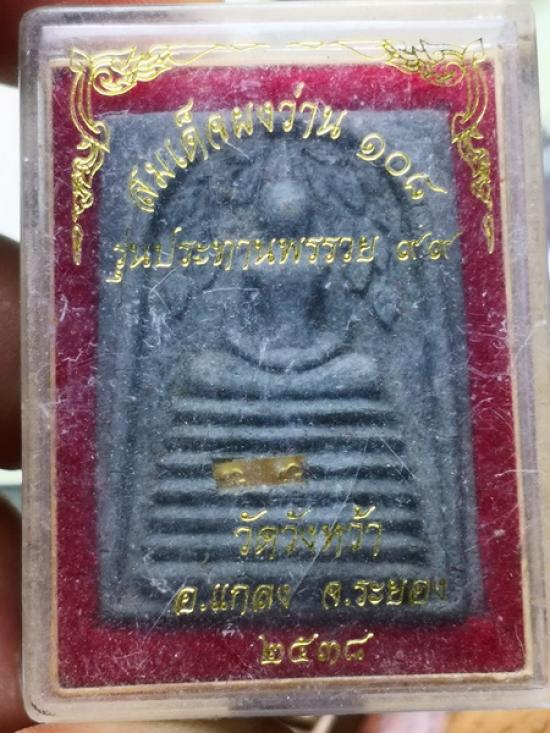 สมเด็จผงว่าน ๑๐๘
รุ่นประทานพรรวย ๙๙
วัดวังหว้า
อ.แกลง จ.ระยอง
๒๕๓๘